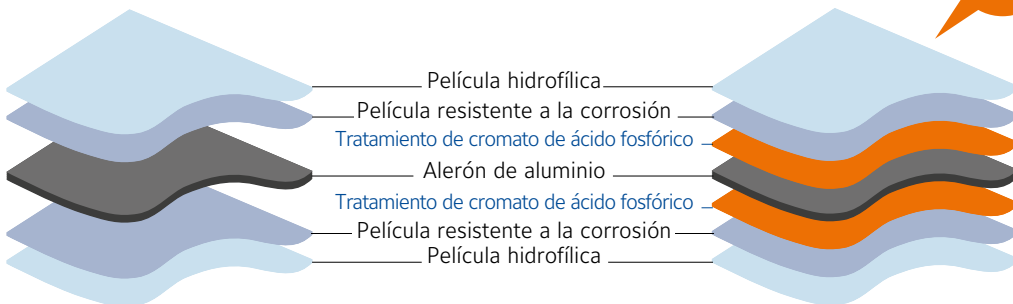 Película hidrofílica
Película resistente a la corrosión
Tratamiento de cromato de ácido fosfórico
Alerón de aluminio
Tratamiento de cromato de ácido fosfórico
Película resistente a la corrosión
Película hidrofílica